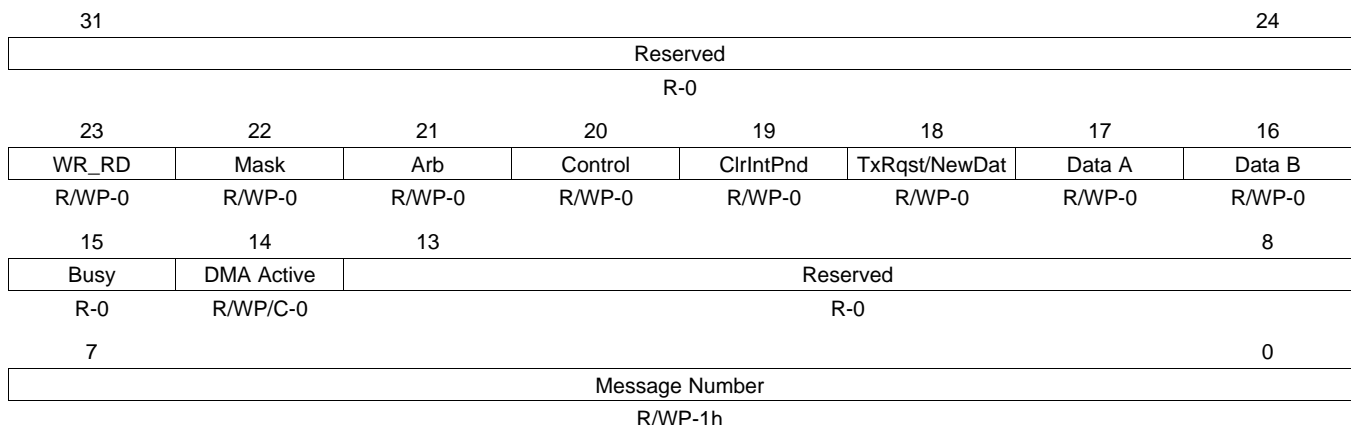 31 24
Reserved
R-0
23 22 21 20 19 18 17 16
WR_RD Mask Arb Control ClrIntPnd TxRqst/NewDat Data A Data B
R/WP-0 R/WP-0 R/WP-0 R/WP-0 R/WP-0 R/WP-0 R/WP-0 R/WP-0
15 14 13 8
Busy DMA Active Reserved
R-0 R/WP/C-0 R-0
7 0
Message Number
R/WP-1h